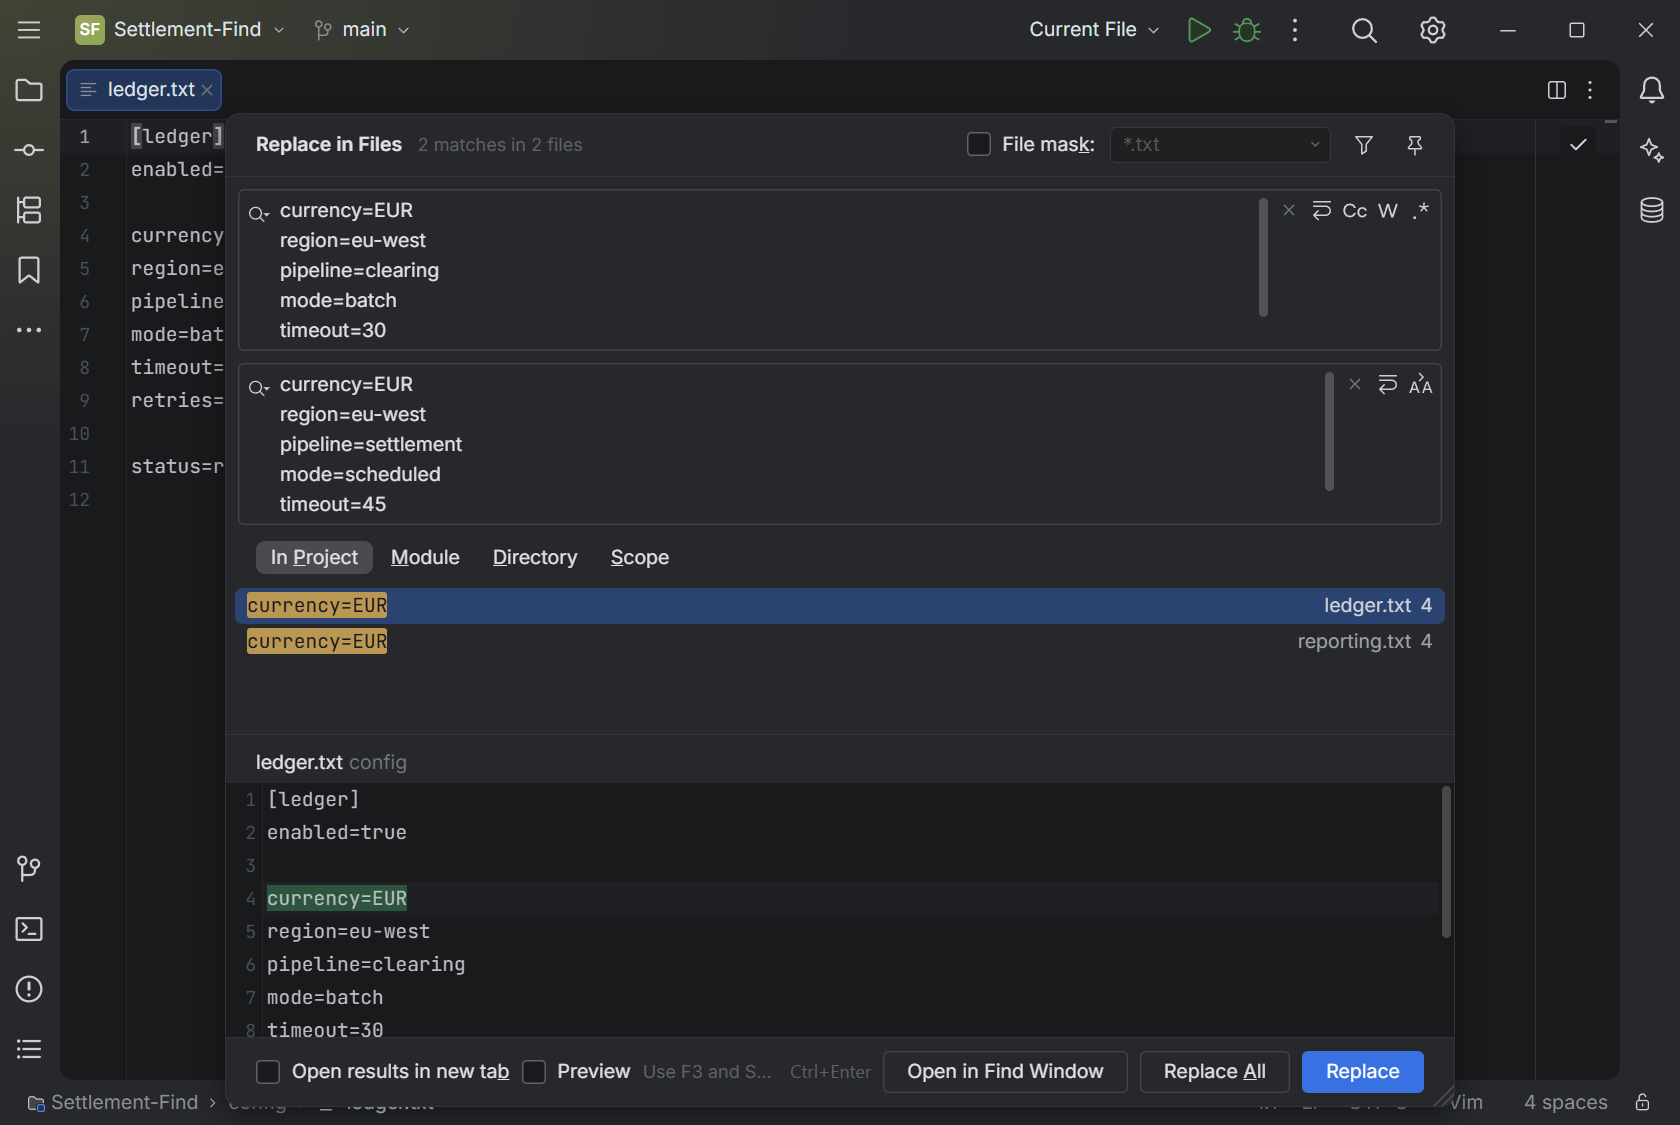 SF Settlement-Find main Current File
ledger.txt
1 [ledger]
2 enabled=
3
4 currency
5 region=e
6 pipeline
7 mode=bat
8 timeout=
9 retries=
10
11 status=r
12
Replace in Files 2 matches in 2 files File mask: *.txt
currency=EUR Cc W .*
region=eu-west
pipeline=clearing
mode=batch
timeout=30
currency=EUR
region=eu-west
pipeline=settlement
mode=scheduled
timeout=45
In Project Module Directory Scope
currency=EUR ledger.txt 4
currency=EUR reporting.txt 4
ledger.txt config
1 [ledger]
2 enabled=true
3
4 currency=EUR
5 region=eu-west
6 pipeline=clearing
7 mode=batch
8 timeout=30
Open results in new tab Preview Use F3 and S... Ctrl+Enter Open in Find Window Replace All Replace
Settlement-Find Vim 4 spaces